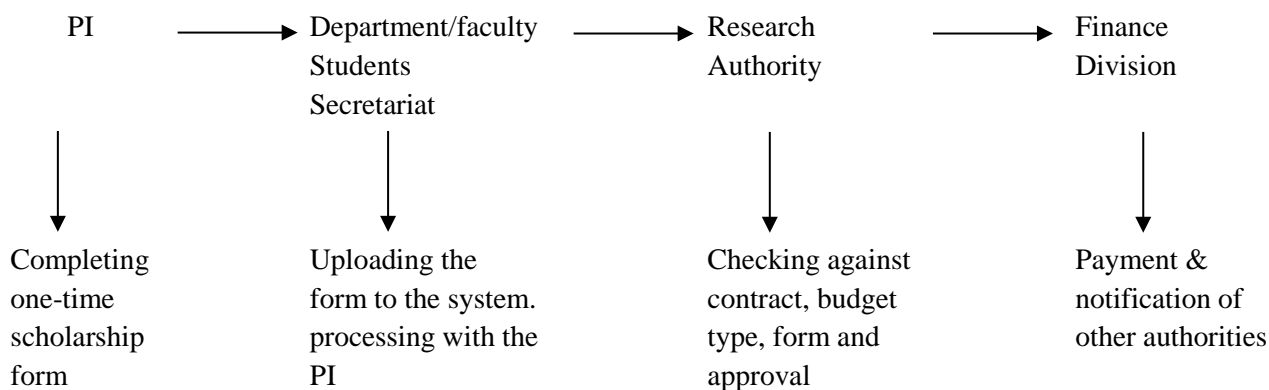 PI
Department/faculty
Students
Secretariat
Research
Authority
Finance
Division
Completing
one-time
scholarship
form
Uploading the
form to the system.
processing with the
PI
Checking against
contract, budget
type, form and
approval
Payment &
notification of
other authorities